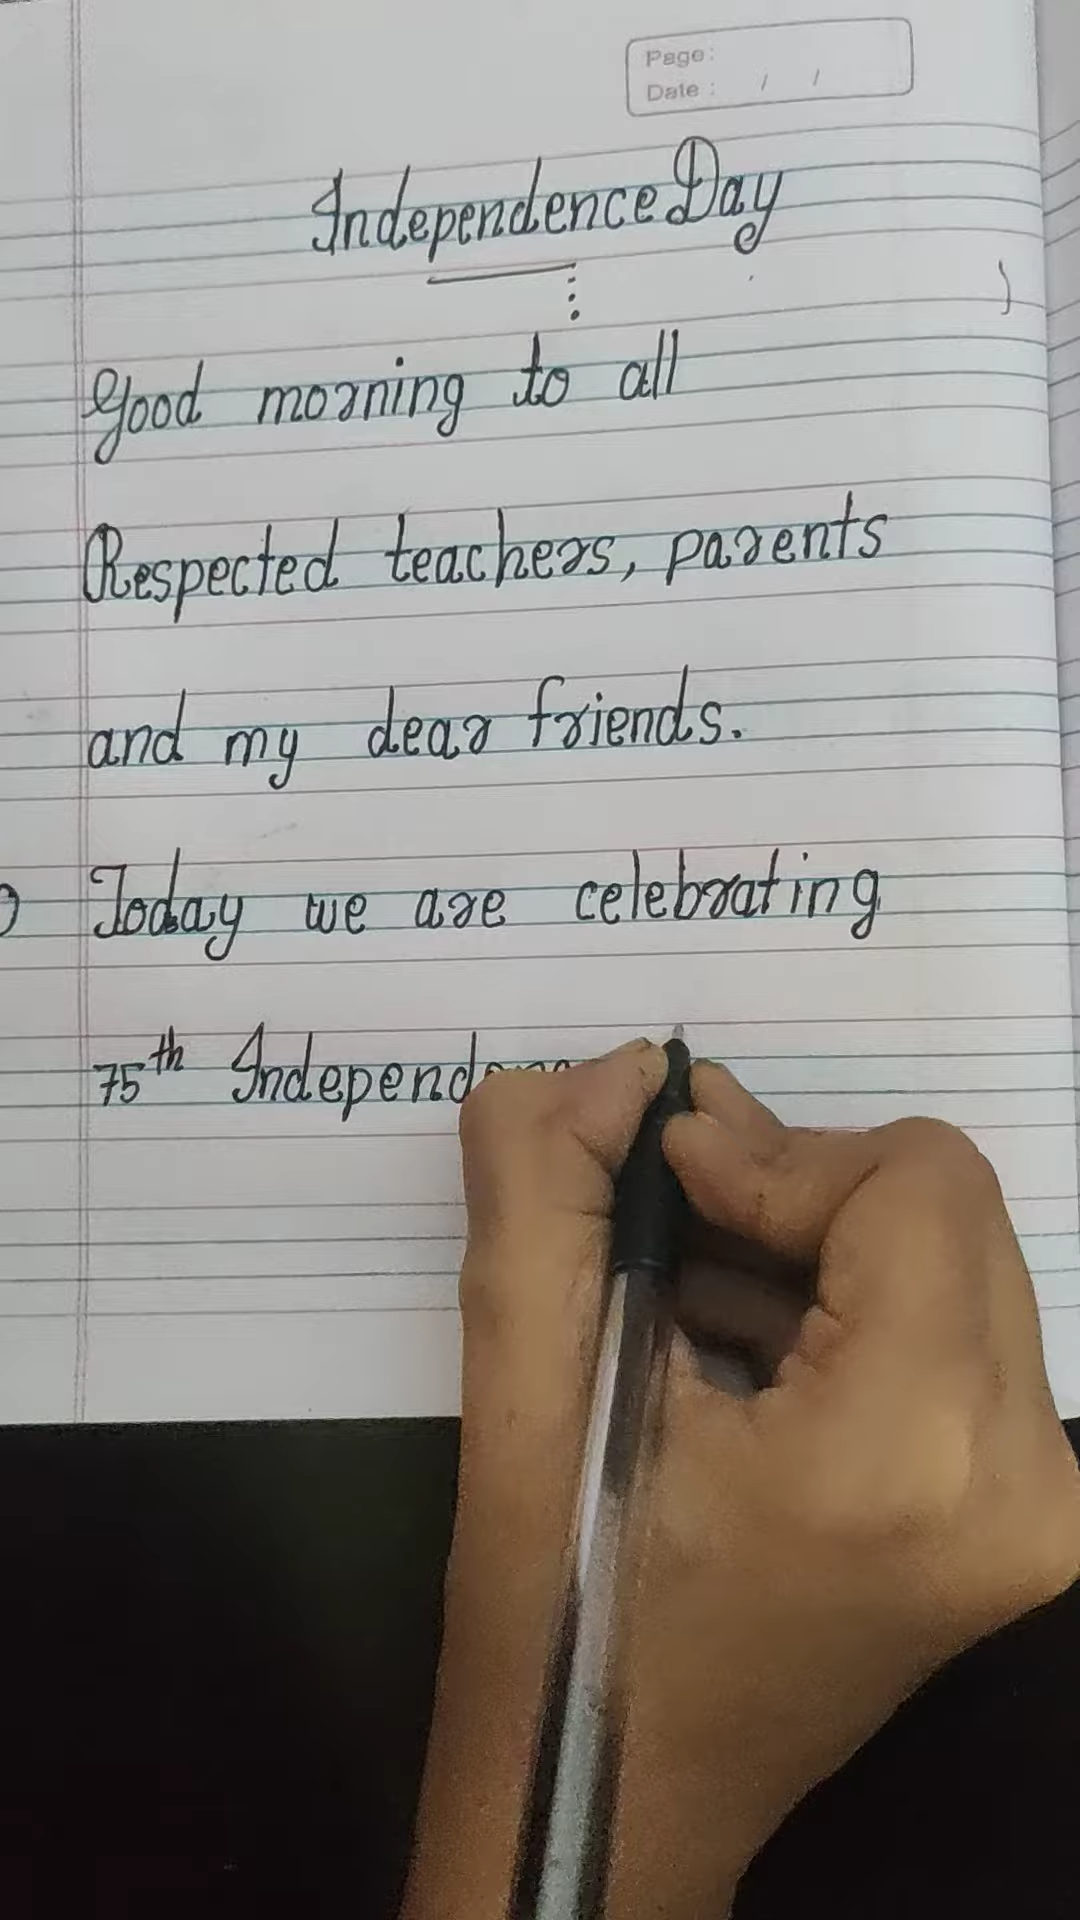 Page:
Date : / /
Independence Day
Good morning to all
Respected teachers, parents
and my dear friends.
Today we are celebrating
75th